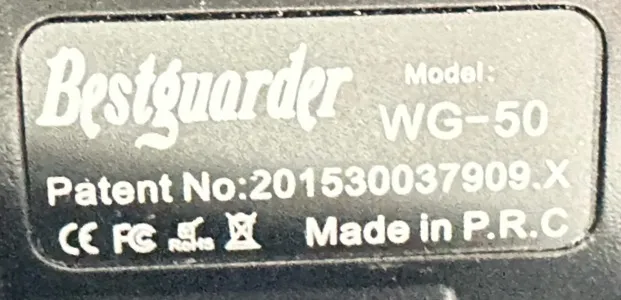 Bestguarder
Model:
WG-50
Patent No:201530037909.X
CE FC RoHS Made in P.R.C